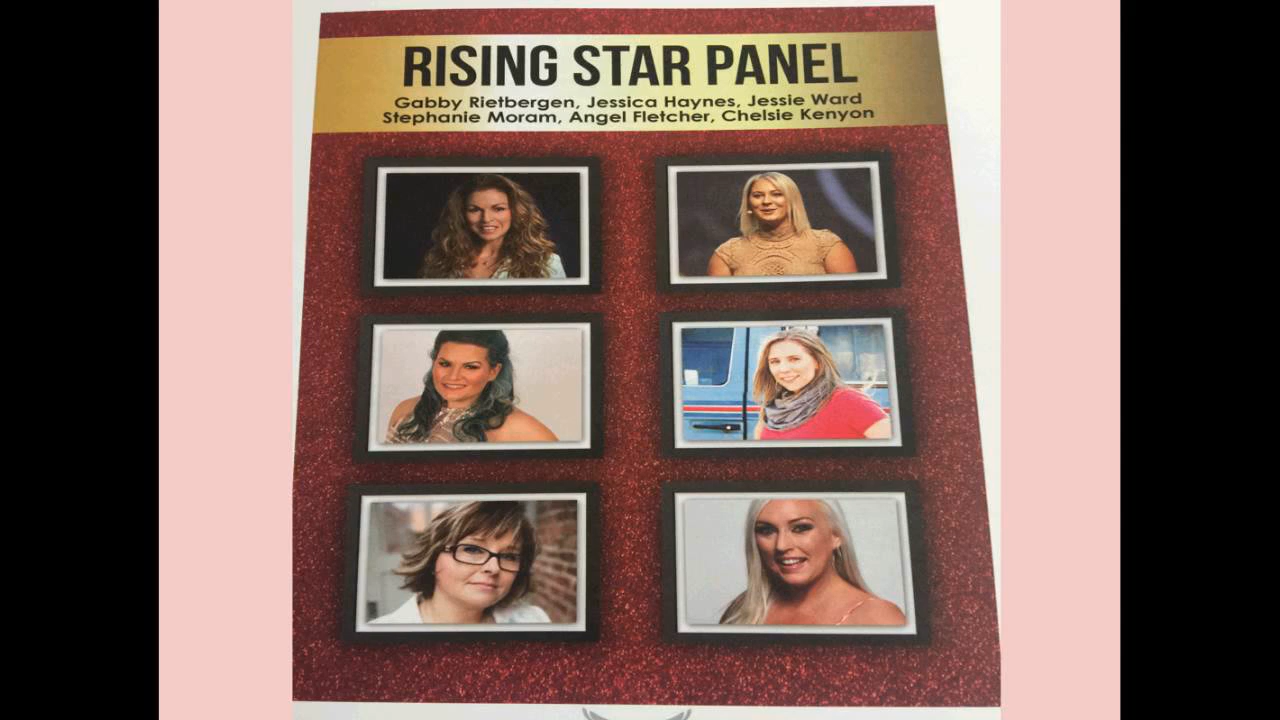 RISING STAR PANEL
Gabby Rietbergen, Jessica Haynes, Jessie Ward
Stephanie Moram, Angel Fletcher, Chelsie Kenyon